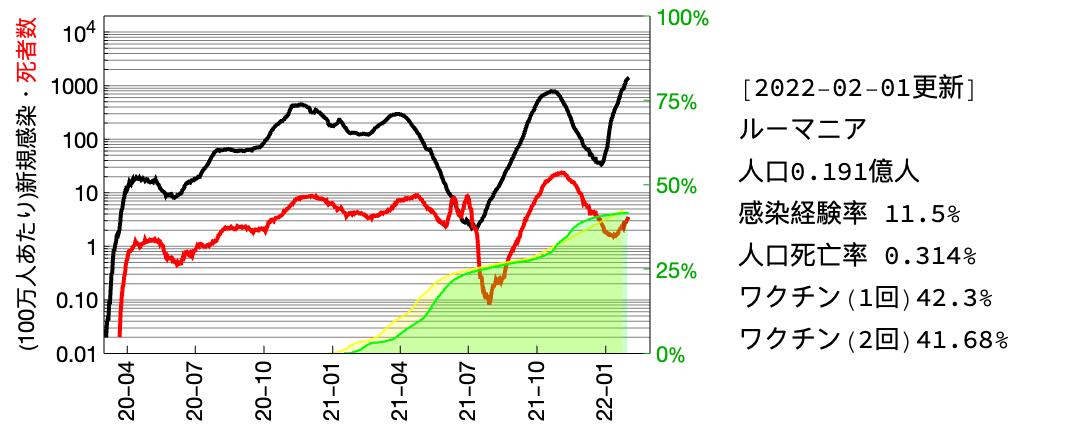 (100万人あたり)新規感染・死者数
10⁴
1000
100
10
1
0.10
0.01
100%
75%
50%
25%
0%
20-04
20-07
20-10
21-01
21-04
21-07
21-10
22-01
[2022-02-01更新]
ルーマニア
人口0.191億人
感染経験率 11.5%
人口死亡率 0.314%
ワクチン(1回)42.3%
ワクチン(2回)41.68%